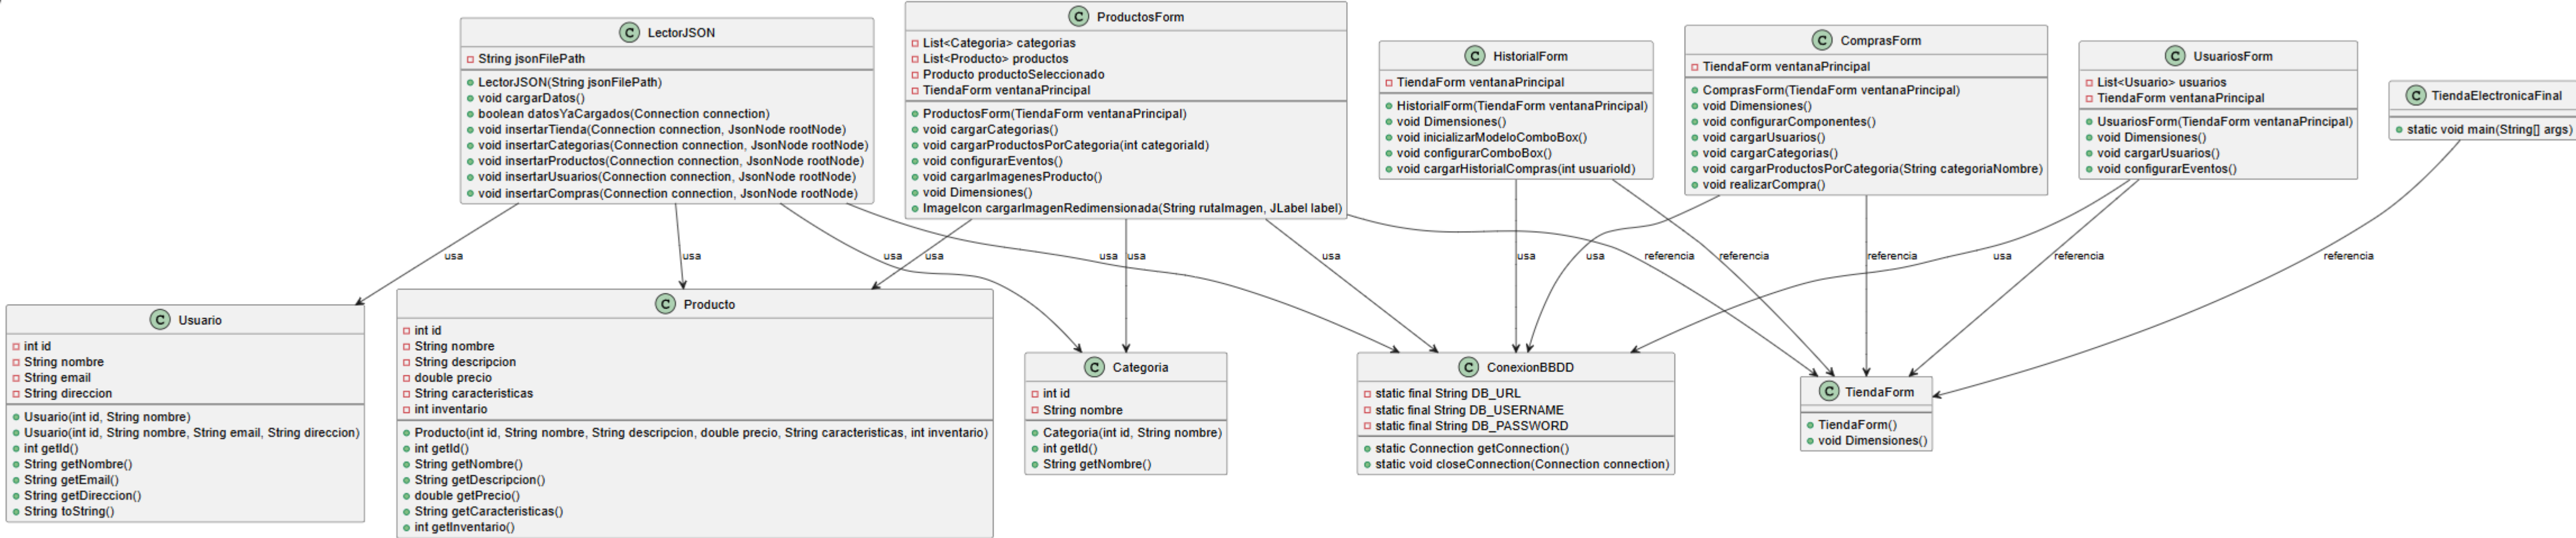 C LectorJSON
String jsonFilePath
LectorJSON(String jsonFilePath)
void cargarDatos()
boolean datosYaCargados(Connection connection)
void insertarTienda(Connection connection, JsonNode rootNode)
void insertarCategorias(Connection connection, JsonNode rootNode)
void insertarProductos(Connection connection, JsonNode rootNode)
void insertarUsuarios(Connection connection, JsonNode rootNode)
void insertarCompras(Connection connection, JsonNode rootNode)
C ProductosForm
List<Categoria> categorias
List<Producto> productos
Producto productoSeleccionado
TiendaForm ventanaPrincipal
ProductosForm(TiendaForm ventanaPrincipal)
void cargarCategorias()
void cargarProductosPorCategoria(int categoriaId)
void configurarEventos()
void cargarImagenesProducto()
void Dimensiones()
ImageIcon cargarImagenRedimensionada(String rutaImagen, JLabel label)
C HistorialForm
TiendaForm ventanaPrincipal
HistorialForm(TiendaForm ventanaPrincipal)
void Dimensiones()
void inicializarModeloComboBox()
void configurarComboBox()
void cargarHistorialCompras(int usuarioId)
C ComprasForm
TiendaForm ventanaPrincipal
ComprasForm(TiendaForm ventanaPrincipal)
void Dimensiones()
void configurarComponentes()
void cargarUsuarios()
void cargarCategorias()
void cargarProductosPorCategoria(String categoriaNombre)
void realizarCompra()
C UsuariosForm
List<Usuario> usuarios
TiendaForm ventanaPrincipal
UsuariosForm(TiendaForm ventanaPrincipal)
void Dimensiones()
void cargarUsuarios()
void configurarEventos()
C TiendaElectronicaFinal
static void main(String[] args)
usa
usa
usa
usa
usa
usa
usa
usa
usa
referencia
referencia
referencia
usa
referencia
referencia
C Usuario
int id
String nombre
String email
String direccion
Usuario(int id, String nombre)
Usuario(int id, String nombre, String email, String direccion)
int getId()
String getNombre()
String getEmail()
String getDireccion()
String toString()
C Producto
int id
String nombre
String descripcion
double precio
String caracteristicas
int inventario
Producto(int id, String nombre, String descripcion, double precio, String caracteristicas, int inventario)
int getId()
String getNombre()
String getDescripcion()
double getPrecio()
String getCaracteristicas()
int getInventario()
C Categoria
int id
String nombre
Categoria(int id, String nombre)
int getId()
String getNombre()
C ConexionBBDD
static final String DB_URL
static final String DB_USERNAME
static final String DB_PASSWORD
static Connection getConnection()
static void closeConnection(Connection connection)
C TiendaForm
TiendaForm()
void Dimensiones()